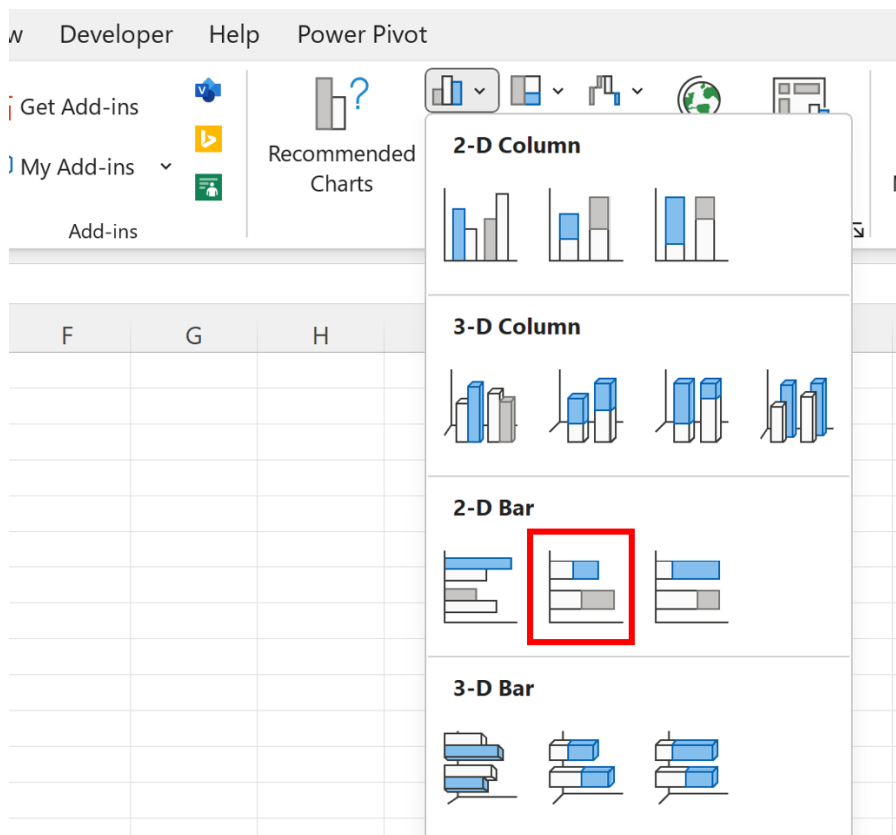 w Developer Help Power Pivot
Get Add-ins
My Add-ins
Add-ins
Recommended
Charts
?
2-D Column
3-D Column
2-D Bar
3-D Bar
F G H